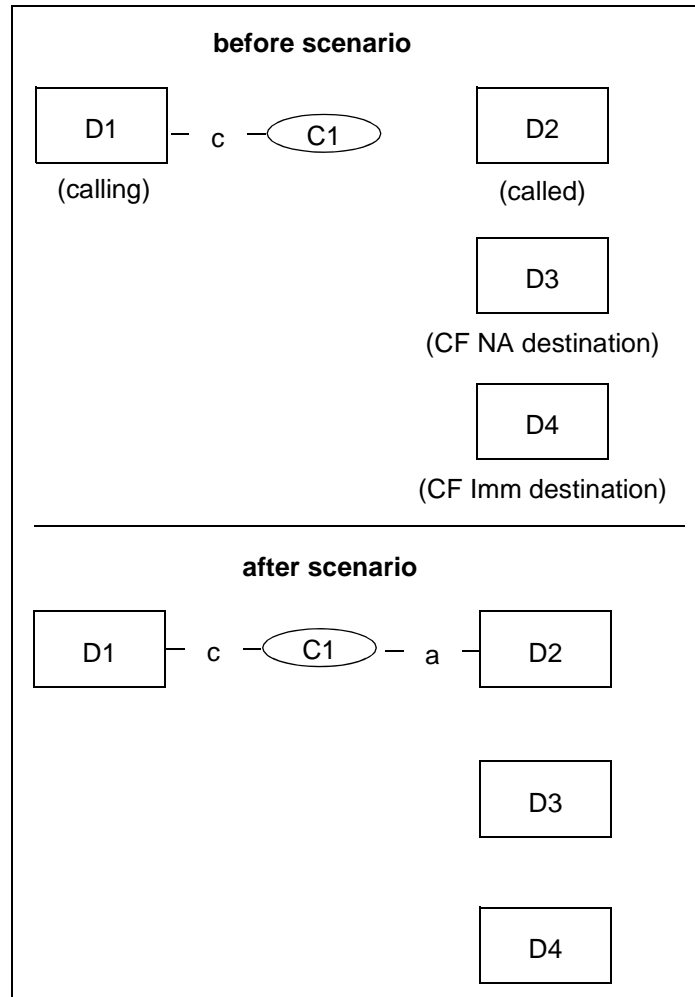 before scenario
D1 c C1 D2
(calling) (called)
D3
(CF NA destination)
D4
(CF Imm destination)
after scenario
D1 c C1 a D2
D3
D4